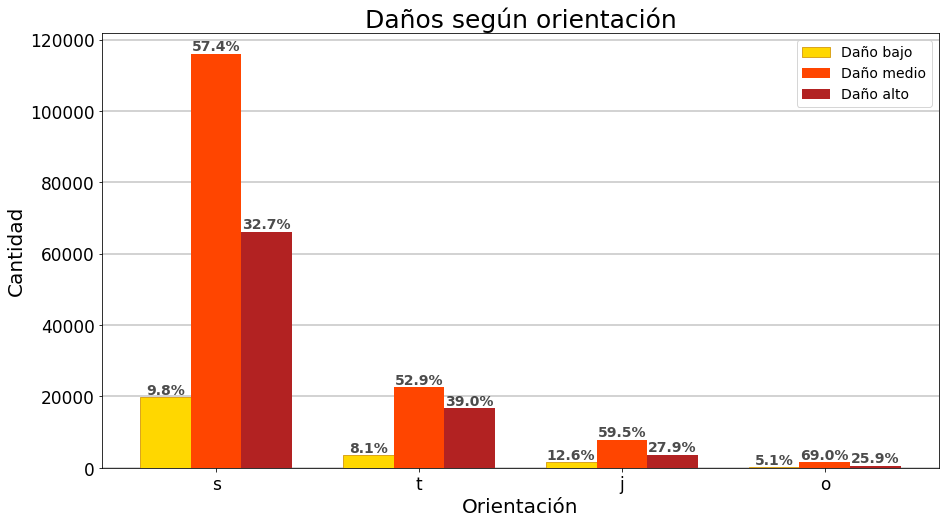 Daños según orientación
Daño bajo
Daño medio
Daño alto
Cantidad
120000
100000
80000
60000
40000
20000
0
9.8% 57.4% 32.7%
8.1% 52.9% 39.0%
12.6% 59.5% 27.9%
5.1% 69.0% 25.9%
s t j o
Orientación